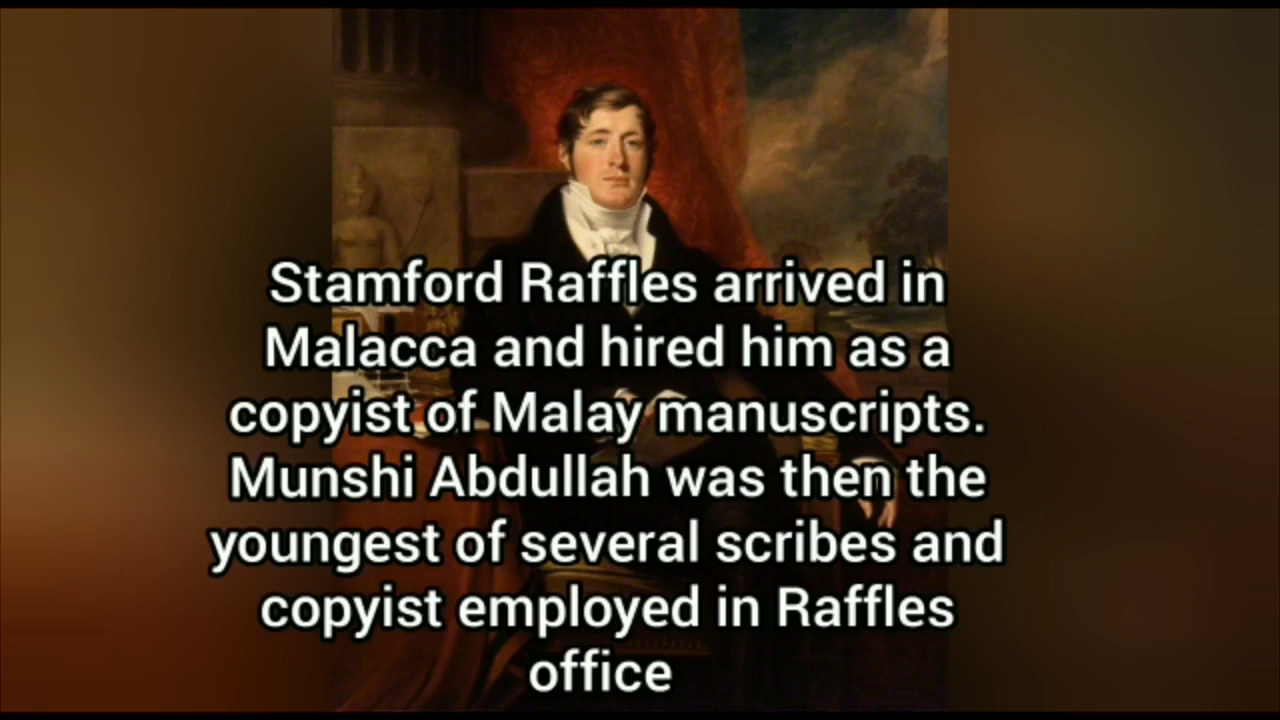 Stamford Raffles arrived in
Malacca and hired him as a
copyist of Malay manuscripts.
Munshi Abdullah was then the
youngest of several scribes and
copyist employed in Raffles
office